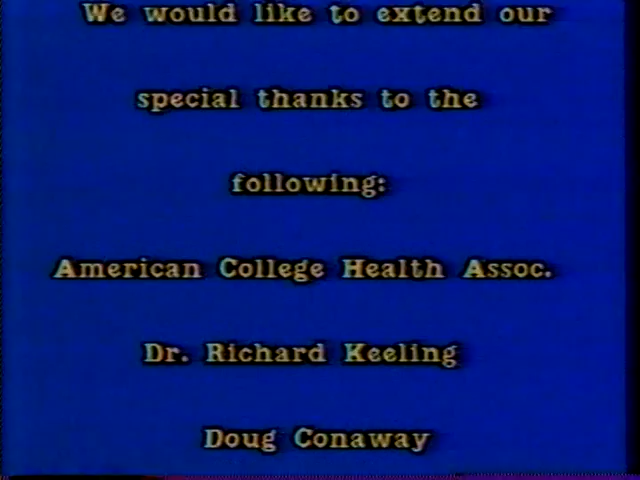 We would like to extend our
special thanks to the
following:
American College Health Assoc.
Dr. Richard Keeling
Doug Conaway